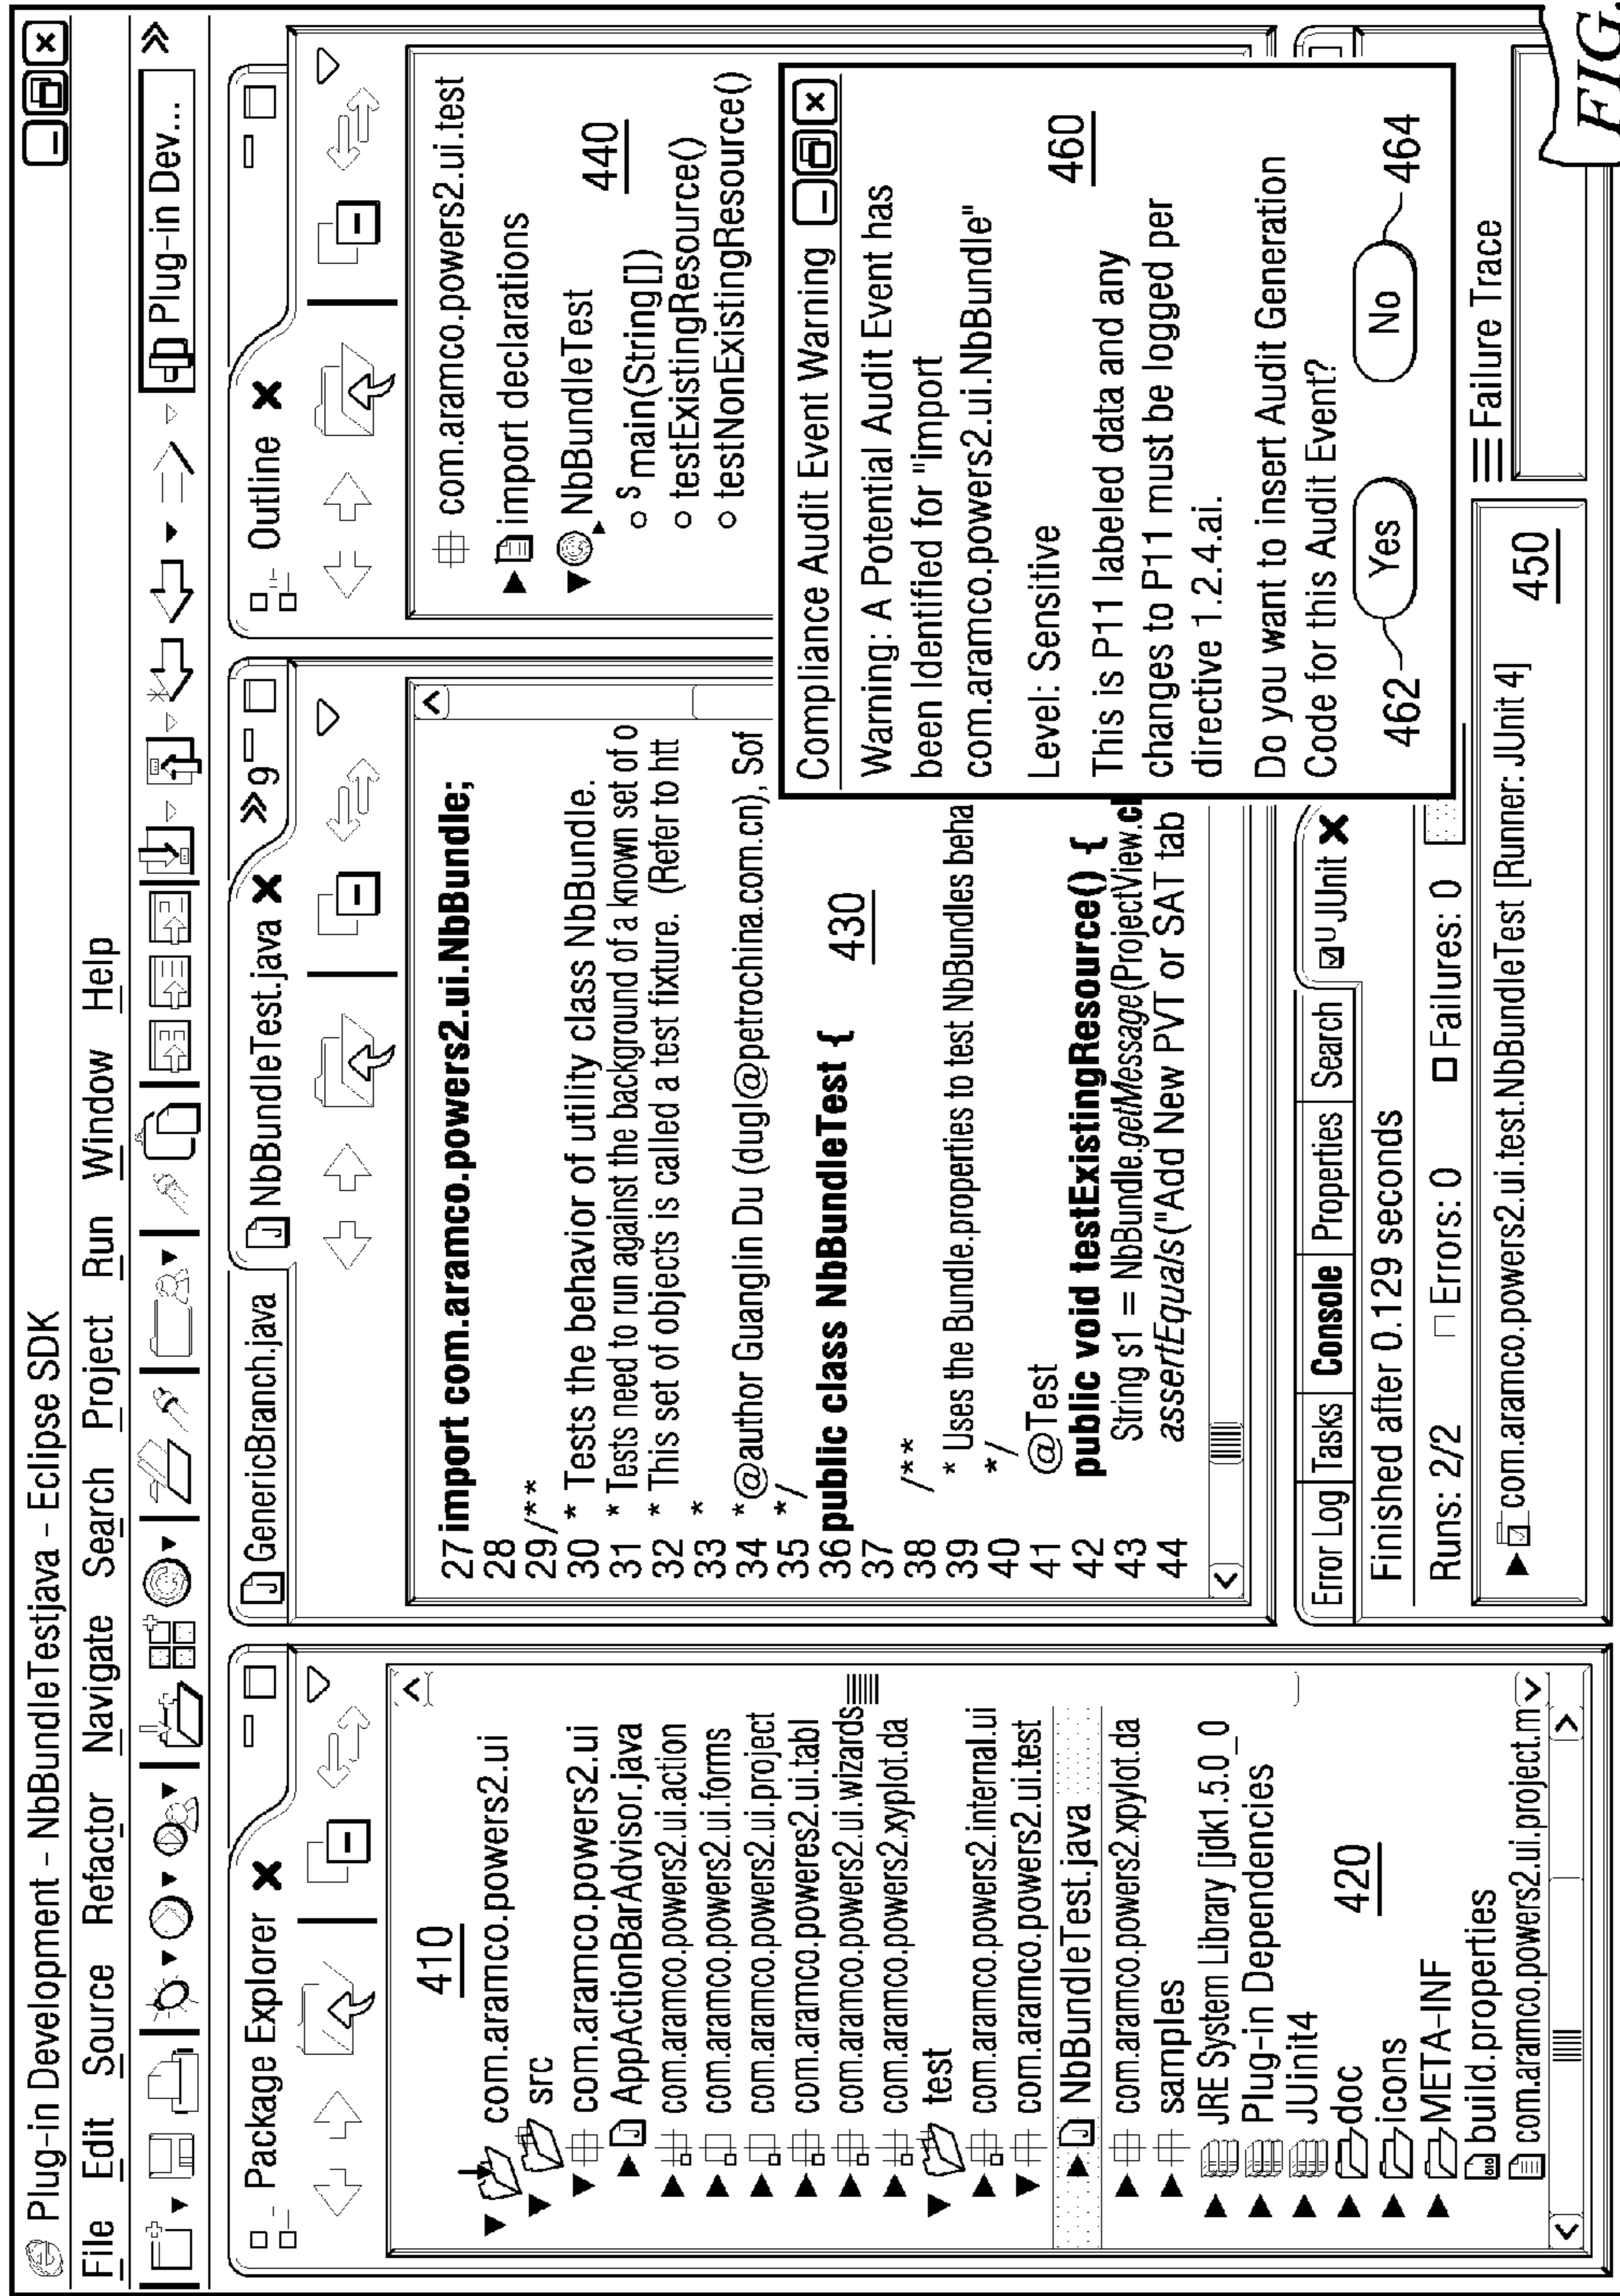 Plug-in Development - NbBundleTestjava - Eclipse SDK
File Edit Source Refactor Navigate Search Project Run Window Help
Plug-in Dev...
Package Explorer
410
com.aramco.powers2.ui
src
com.aramco.powers2.ui
AppActionBarAdvisor.java
com.aramco.powers2.ui.action
com.aramco.powers2.ui.forms
com.aramco.powers2.ui.project
com.aramco.poweres2.ui.tabl
com.aramco.powers2.ui.wizards
com.aramco.powers2.xyplot.da
test
com.aramco.powers2.internal.ui
com.aramco.powers2.ui.test
NbBundleTest.java
com.aramco.powers2.xpylot.da
samples
JRE System Library [jdk1.5.0_0
Plug-in Dependencies
JUinit4
doc
420
icons
META-INF
build.properties
com.aramco.powers2.ui.project.m
GenericBranch.java NbBundleTest.java 9
27 import com.aramco.powers2.ui.NbBundle;
28
29 /**
30 * Tests the behavior of utility class NbBundle.
31 * Tests need to run against the background of a known set of o
32 * This set of objects is called a test fixture. (Refer to htt
33 *
34 *@author Guanglin Du (dugl@petrochina.com.cn), Sof
35 */
36 public class NbBundleTest {
430
37
38 /**
39 * Uses the Bundle.properties to test NbBundles beha
40 */
41 @Test
42 public void testExistingResource() {
43 String s1 = NbBundle.getMessage(ProjectView.cl
44 assertEquals("Add New PVT or SAT tab
Outline
com.aramco.powers2.ui.test
import declarations
NbBundleTest
440
S main(String[])
testExistingResource()
testNonExistingResource()
Compliance Audit Event Warning
Warning: A Potential Audit Event has
been Identified for "import
com.aramco.powers2.ui.NbBundle"
Level: Sensitive
460
This is P11 labeled data and any
changes to P11 must be logged per
directive 1.2.4.ai.
Do you want to insert Audit Generation
Code for this Audit Event?
462 Yes No 464
Error Log Tasks Console Properties Search JUnit
Finished after 0.129 seconds
Runs: 2/2 Errors: 0 Failures: 0
com.aramco.powers2.ui.test.NbBundleTest [Runner: JUnit 4]
450
Failure Trace
FIG.